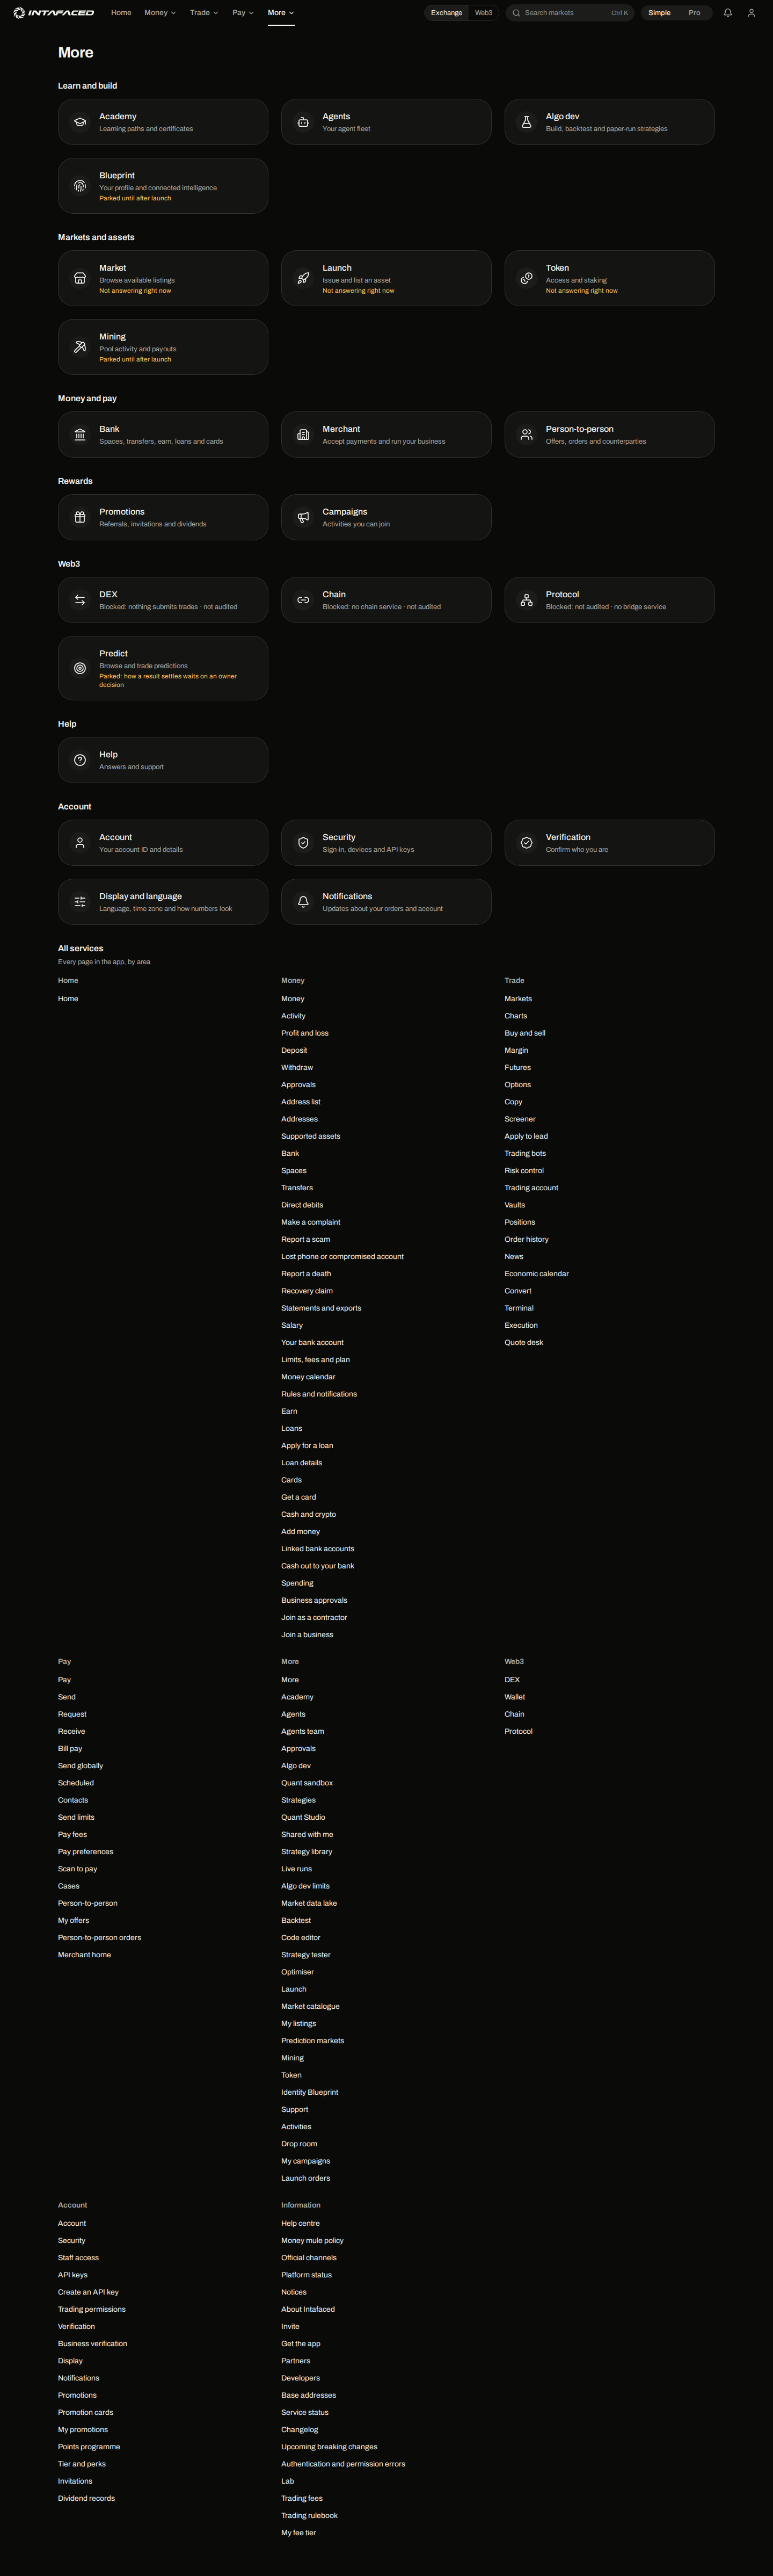 INTAFACED
Home
Money
Trade
Pay
More
Exchange
Web3
Search markets
Ctrl K
Simple
Pro
More
Learn and build
Academy
Learning paths and certificates
Agents
Your agent fleet
Algo dev
Build, backtest and paper-run strategies
Blueprint
Your profile and connected intelligence
Parked until after launch
Markets and assets
Market
Browse available listings
Not answering right now
Launch
Issue and list an asset
Not answering right now
Token
Access and staking
Not answering right now
Mining
Pool activity and payouts
Parked until after launch
Money and pay
Bank
Spaces, transfers, earn, loans and cards
Merchant
Accept payments and run your business
Person-to-person
Offers, orders and counterparties
Rewards
Promotions
Referrals, invitations and dividends
Campaigns
Activities you can join
Web3
DEX
Blocked: nothing submits trades · not audited
Chain
Blocked: no chain service · not audited
Protocol
Blocked: not audited · no bridge service
Predict
Browse and trade predictions
Parked: how a result settles waits on an owner
decision
Help
Help
Answers and support
Account
Account
Your account ID and details
Security
Sign-in, devices and API keys
Verification
Confirm who you are
Display and language
Language, time zone and how numbers look
Notifications
Updates about your orders and account
All services
Every page in the app, by area
Home
Home
Money
Money
Activity
Profit and loss
Deposit
Withdraw
Approvals
Address list
Addresses
Supported assets
Bank
Spaces
Transfers
Direct debits
Make a complaint
Report a scam
Lost phone or compromised account
Report a death
Recovery claim
Statements and exports
Salary
Your bank account
Limits, fees and plan
Money calendar
Rules and notifications
Earn
Loans
Apply for a loan
Loan details
Cards
Get a card
Cash and crypto
Add money
Linked bank accounts
Cash out to your bank
Spending
Business approvals
Join as a contractor
Join a business
Trade
Markets
Charts
Buy and sell
Margin
Futures
Options
Copy
Screener
Apply to lead
Trading bots
Risk control
Trading account
Vaults
Positions
Order history
News
Economic calendar
Convert
Terminal
Execution
Quote desk
Pay
Pay
Send
Request
Receive
Bill pay
Send globally
Scheduled
Contacts
Send limits
Pay fees
Pay preferences
Scan to pay
Cases
Person-to-person
My offers
Person-to-person orders
Merchant home
More
More
Academy
Agents
Agents team
Approvals
Algo dev
Quant sandbox
Strategies
Quant Studio
Shared with me
Strategy library
Live runs
Algo dev limits
Market data lake
Backtest
Code editor
Strategy tester
Optimiser
Launch
Market catalogue
My listings
Prediction markets
Mining
Token
Identity Blueprint
Support
Activities
Drop room
My campaigns
Launch orders
Web3
DEX
Wallet
Chain
Protocol
Account
Account
Security
Staff access
API keys
Create an API key
Trading permissions
Verification
Business verification
Display
Notifications
Promotions
Promotion cards
My promotions
Points programme
Tier and perks
Invitations
Dividend records
Information
Help centre
Money mule policy
Official channels
Platform status
Notices
About Intafaced
Invite
Get the app
Partners
Developers
Base addresses
Service status
Changelog
Upcoming breaking changes
Authentication and permission errors
Lab
Trading fees
Trading rulebook
My fee tier